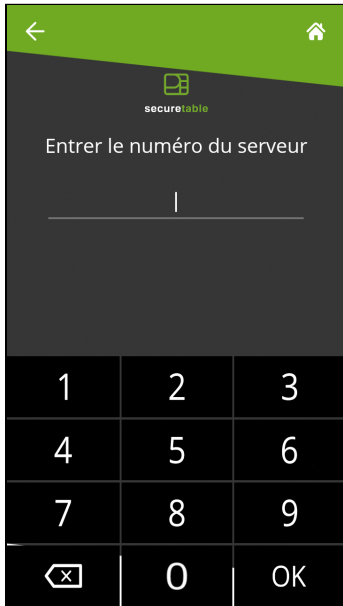 securetable
Entrer le numéro du serveur
1 2 3
4 5 6
7 8 9
0 OK